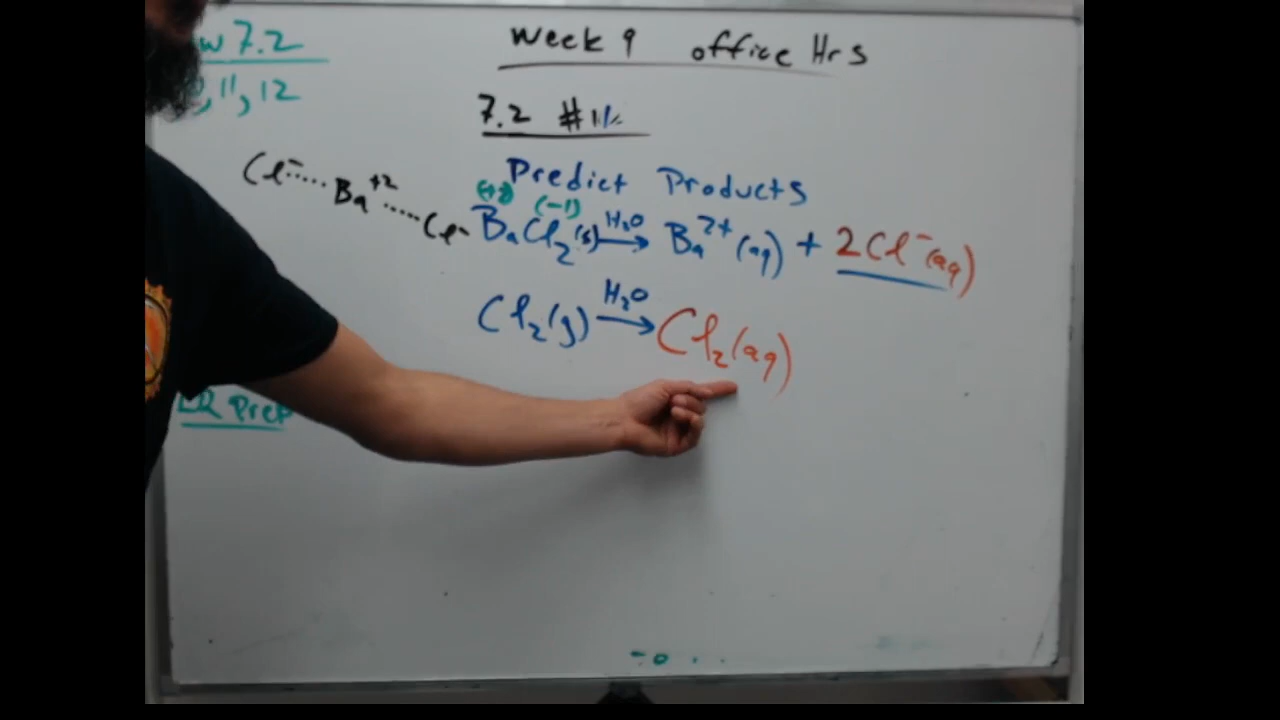 w 7.2
, 11, 12
Week 9 office Hrs
7.2 #11
Predict Products
Cl⁻ ..... Ba⁺² ..... Cl⁻
(+2) (-1)
BaCl₂(s) H₂O→ Ba²⁺(aq) + 2Cl⁻(aq)
Cl₂(g) H₂O→ Cl₂(aq)
Prep